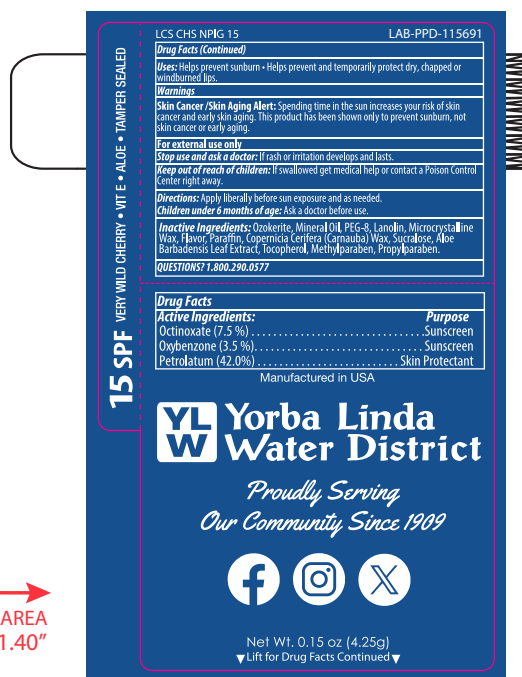 LCS CHS NPIG 15 LAB-PPD-115691
Drug Facts (Continued)
Uses: Helps prevent sunburn • Helps prevent and temporarily protect dry, chapped or
windburned lips.
Warnings
Skin Cancer /Skin Aging Alert: Spending time in the sun increases your risk of skin
cancer and early skin aging. This product has been shown only to prevent sunburn, not
skin cancer or early aging.
For external use only
Stop use and ask a doctor: If rash or irritation develops and lasts.
Keep out of reach of children: If swallowed get medical help or contact a Poison Control
Center right away.
Directions: Apply liberally before sun exposure and as needed.
Children under 6 months of age: Ask a doctor before use.
Inactive Ingredients: Ozokerite, Mineral Oil, PEG-8, Lanolin, Microcrystalline
Wax, Flavor, Paraffin, Copernicia Cerifera (Carnauba) Wax, Sucralose, Aloe
Barbadensis Leaf Extract, Tocopherol, Methylparaben, Propylparaben.
QUESTIONS? 1.800.290.0577
15 SPF VERY WILD CHERRY • VIT E • ALOE • TAMPER SEALED
Drug Facts
Active Ingredients: Purpose
Octinoxate (7.5 %) . . . . . . . . . . . . . . . . . . . . . . . . . . . . . . Sunscreen
Oxybenzone (3.5 %). . . . . . . . . . . . . . . . . . . . . . . . . . . . . Sunscreen
Petrolatum (42.0%) . . . . . . . . . . . . . . . . . . . . . . . . Skin Protectant
Manufactured in USA
YL
W
Yorba Linda
Water District
Proudly Serving
Our Community Since 1909
Net Wt. 0.15 oz (4.25g)
▼Lift for Drug Facts Continued▼
AREA
1.40”